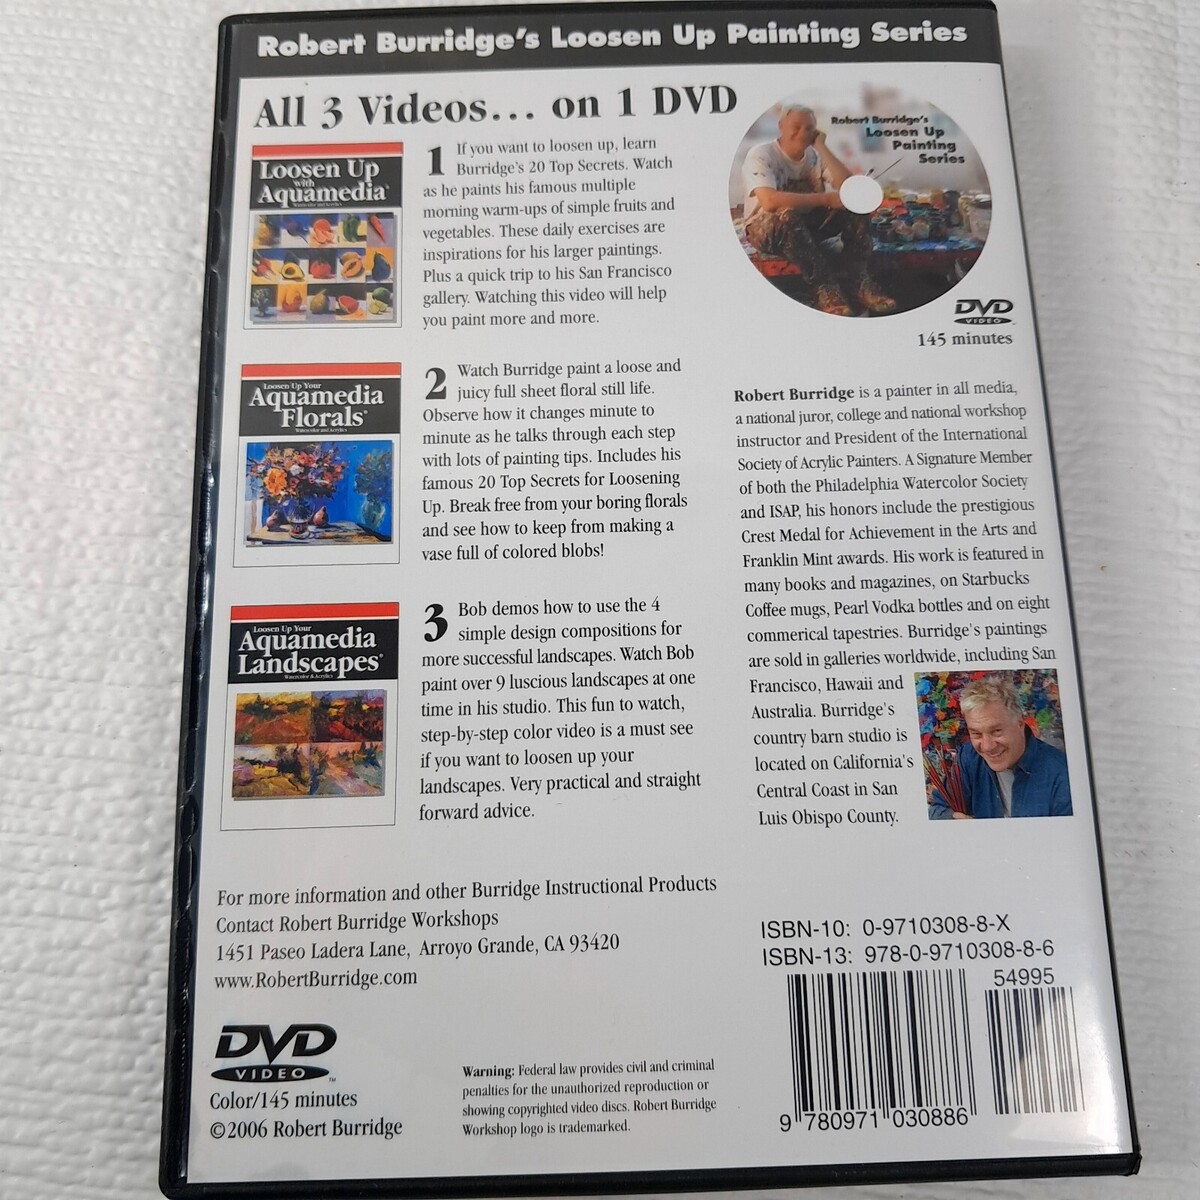 Robert Burridge's Loosen Up Painting Series
All 3 Videos... on 1 DVD
Loosen Up
with
Aquamedia
Watercolor and Acrylics
1 If you want to loosen up, learn
Burridge's 20 Top Secrets. Watch
as he paints his famous multiple
morning warm-ups of simple fruits and
vegetables. These daily exercises are
inspirations for his larger paintings.
Plus a quick trip to his San Francisco
gallery. Watching this video will help
you paint more and more.
Loosen Up Your
Aquamedia
Florals®
Watercolor and Acrylics
2 Watch Burridge paint a loose and
juicy full sheet floral still life.
Observe how it changes minute to
minute as he talks through each step
with lots of painting tips. Includes his
famous 20 Top Secrets for Loosening
Up. Break free from your boring florals
and see how to keep from making a
vase full of colored blobs!
Loosen Up Your
Aquamedia
Landscapes®
Watercolor & Acrylics
3 Bob demos how to use the 4
simple design compositions for
more successful landscapes. Watch Bob
paint over 9 luscious landscapes at one
time in his studio. This fun to watch,
step-by-step color video is a must see
if you want to loosen up your
landscapes. Very practical and straight
forward advice.
Robert Burridge's
Loosen Up
Painting
Series
DVD
VIDEO™
145 minutes
Robert Burridge is a painter in all media,
a national juror, college and national workshop
instructor and President of the International
Society of Acrylic Painters. A Signature Member
of both the Philadelphia Watercolor Society
and ISAP, his honors include the prestigious
Crest Medal for Achievement in the Arts and
Franklin Mint awards. His work is featured in
many books and magazines, on Starbucks
Coffee mugs, Pearl Vodka bottles and on eight
commerical tapestries. Burridge's paintings
are sold in galleries worldwide, including San
Francisco, Hawaii and
Australia. Burridge's
country barn studio is
located on California's
Central Coast in San
Luis Obispo County.
For more information and other Burridge Instructional Products
Contact Robert Burridge Workshops
1451 Paseo Ladera Lane, Arroyo Grande, CA 93420
www.RobertBurridge.com
DVD
VIDEO™
Color/145 minutes
©2006 Robert Burridge
Warning: Federal law provides civil and criminal
penalties for the unauthorized reproduction or
showing copyrighted video discs. Robert Burridge
Workshop logo is trademarked.
ISBN-10: 0-9710308-8-X
ISBN-13: 978-0-9710308-8-6
54995
9 780971 030886